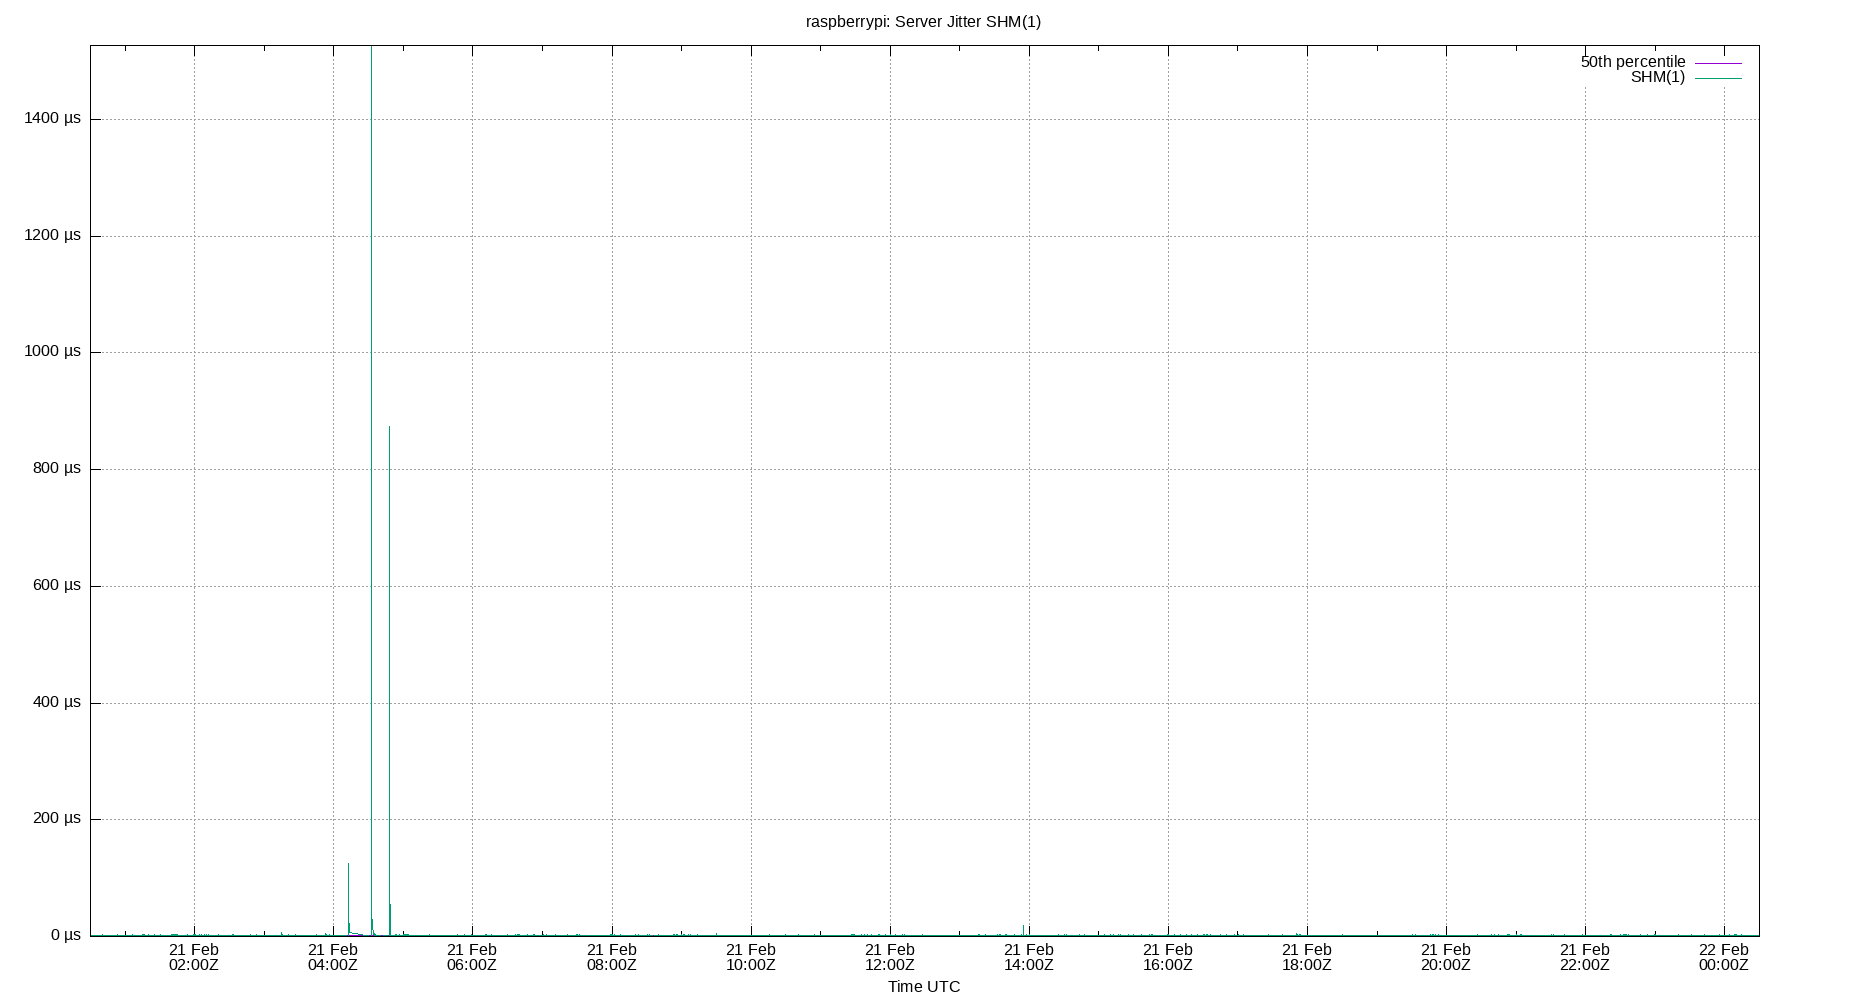 raspberrypi: Server Jitter SHM(1)
50th percentile
SHM(1)
1400 µs
1200 µs
1000 µs
800 µs
600 µs
400 µs
200 µs
0 µs
21 Feb 21 Feb 21 Feb 21 Feb 21 Feb 21 Feb 21 Feb 21 Feb 21 Feb 21 Feb 21 Feb 22 Feb
02:00Z 04:00Z 06:00Z 08:00Z 10:00Z 12:00Z 14:00Z 16:00Z 18:00Z 20:00Z 22:00Z 00:00Z
Time UTC